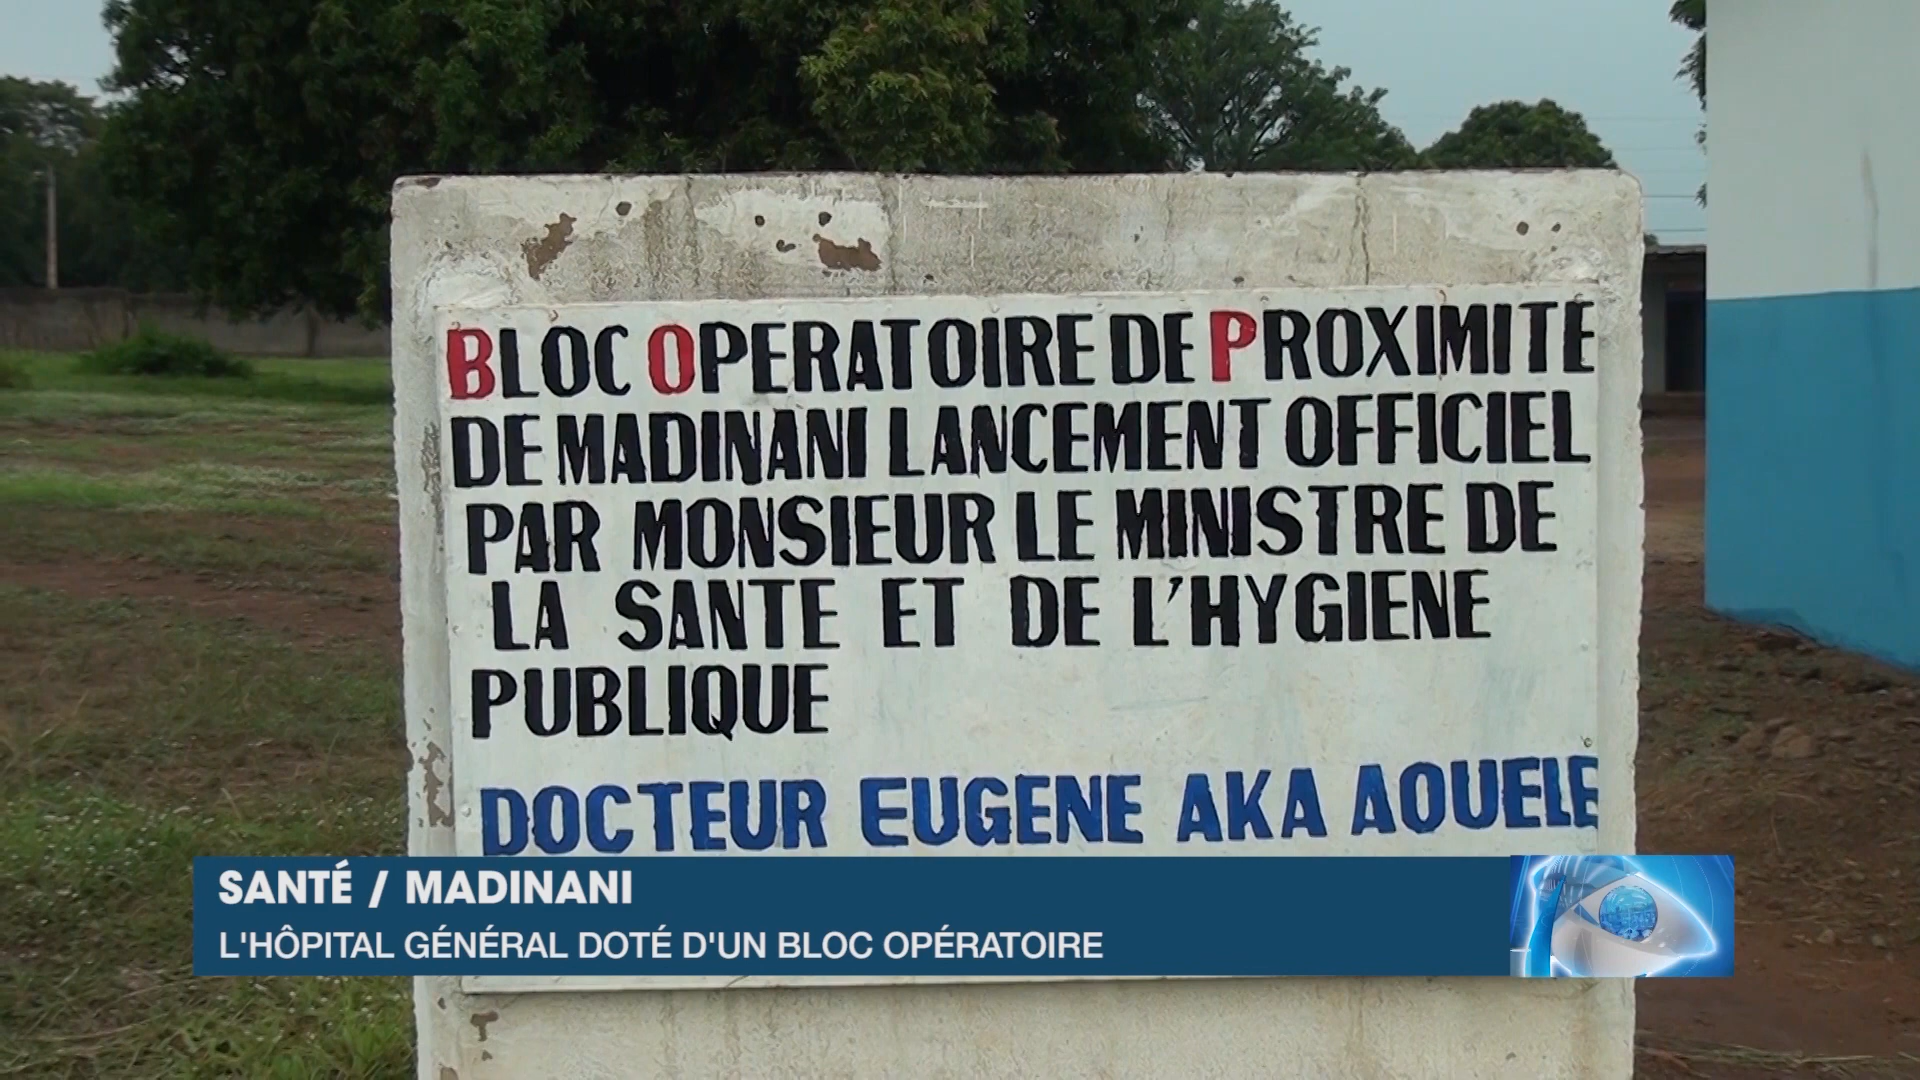 BLOC OPERATOIRE DE PROXIMITE
DE MADINANI LANCEMENT OFFICIEL
PAR MONSIEUR LE MINISTRE DE
LA SANTE ET DE L'HYGIENE
PUBLIQUE
DOCTEUR EUGENE AKA AOUELE
SANTÉ / MADINANI
L'HÔPITAL GÉNÉRAL DOTÉ D'UN BLOC OPÉRATOIRE